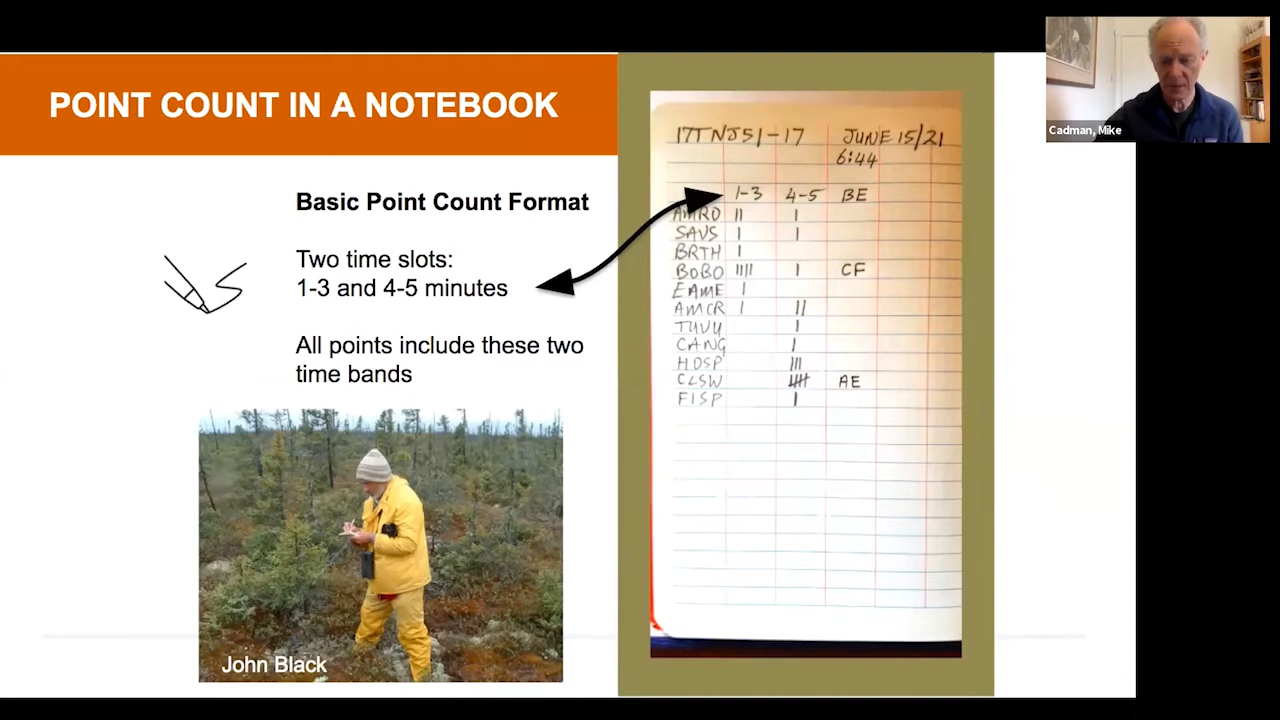 POINT COUNT IN A NOTEBOOK
Basic Point Count Format
Two time slots:
1-3 and 4-5 minutes
All points include these two
time bands
John Black
17TNJ51-17 JUNE 15/21
6:44
1-3 4-5 BE
AMRO II I
SAVS I I
BRTH I
BOBO IIII I CF
EAME I
AMCR I II
TUVU I
CANG I
HOSP III
CLSW IIII AE
FISP I
Cadman, Mike